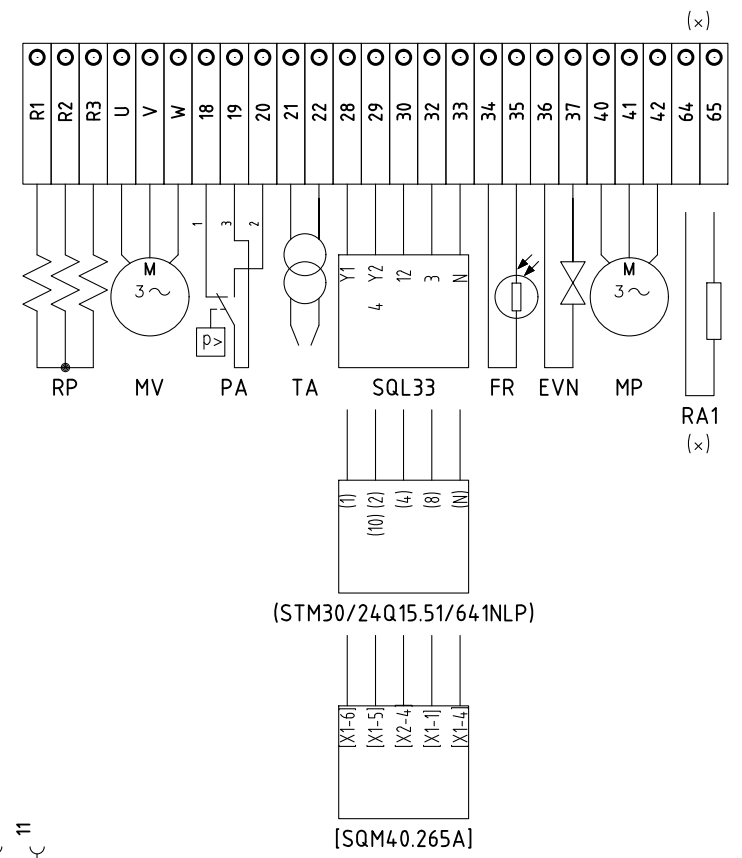 (×)
R1 R2 R3 U V W 18 19 20 21 22 28 29 30 32 33 34 35 36 37 40 41 42 64 65
1 3 2
Y1 Y2 12 3 N
4
M 3~
M 3~
p>
RP MV PA TA SQL33 FR EVN MP
RA1
(×)
(1) (2) (4) (8) (N)
(10)
(STM30/24Q15.51/641NLP)
[X1-6] [X1-5] [X2-4] [X1-1] [X1-4]
[SQM40.265A]
11